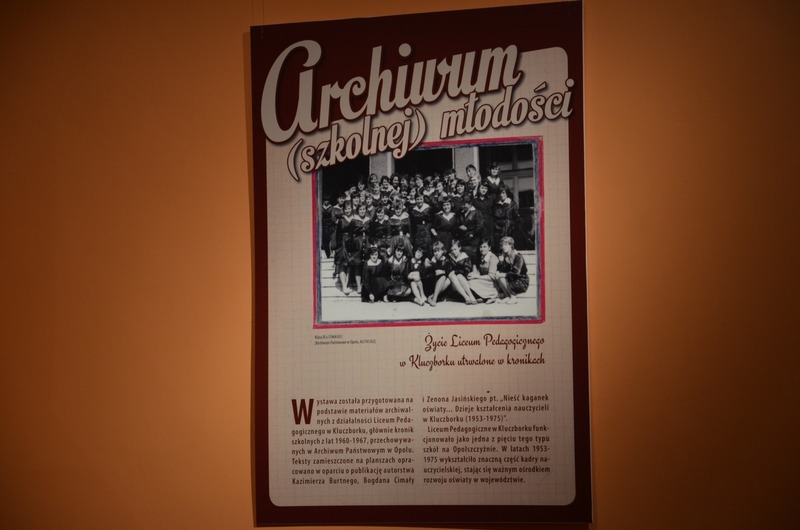 Archiwum
(szkolnej) młodości
Życie Liceum Pedagogicznego
w Kluczborku utrwalone w kronikach
Wystawa została przygotowana na
podstawie materiałów archiwal-
nych z działalności Liceum Peda-
gogicznego w Kluczborku, głównie kronik
szkolnych z lat 1960-1967, przechowywa-
nych w Archiwum Państwowym w Opolu.
Teksty zamieszczone na planszach opra-
cowano w oparciu o publikację autorstwa
Kazimierza Burtnego, Bogdana Cimały
i Zenona Jasińskiego pt. „Nieść kaganek
oświaty... Dzieje kształcenia nauczycieli
w Kluczborku (1953-1975)”.
Liceum Pedagogiczne w Kluczborku funk-
cjonowało jako jedna z pięciu tego typu
szkół na Opolszczyźnie. W latach 1953-
1975 wykształciło znaczną część kadry na-
uczycielskiej, stając się ważnym ośrodkiem
rozwoju oświaty w województwie.